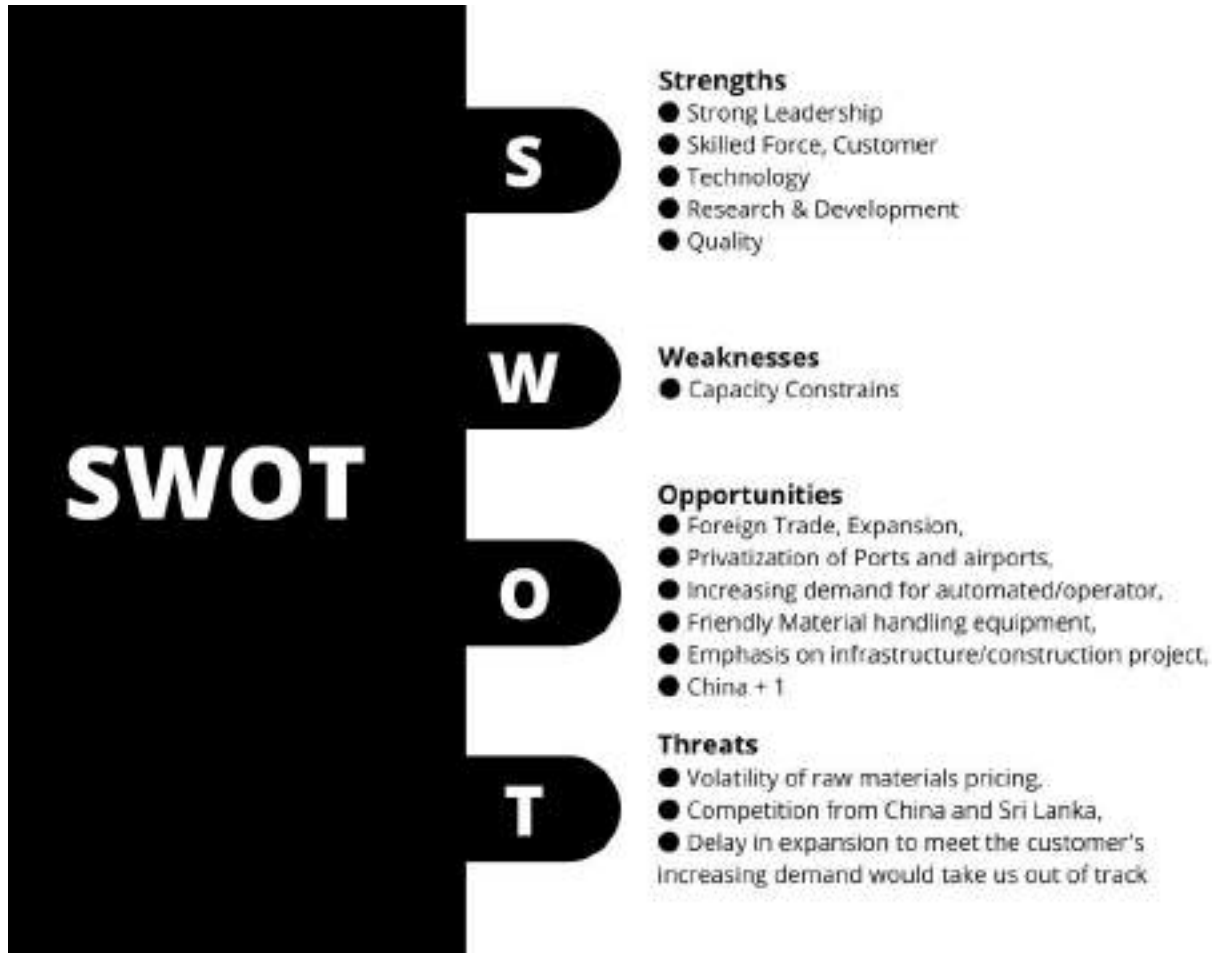 SWOT
S
Strengths
● Strong Leadership
● Skilled Force, Customer
● Technology
● Research & Development
● Quality
W
Weaknesses
● Capacity Constrains
O
Opportunities
● Foreign Trade, Expansion,
● Privatization of Ports and airports,
● Increasing demand for automated/operator,
● Friendly Material handling equipment,
● Emphasis on infrastructure/construction project,
● China + 1
T
Threats
● Volatility of raw materials pricing,
● Competition from China and Sri Lanka,
● Delay in expansion to meet the customer's
increasing demand would take us out of track